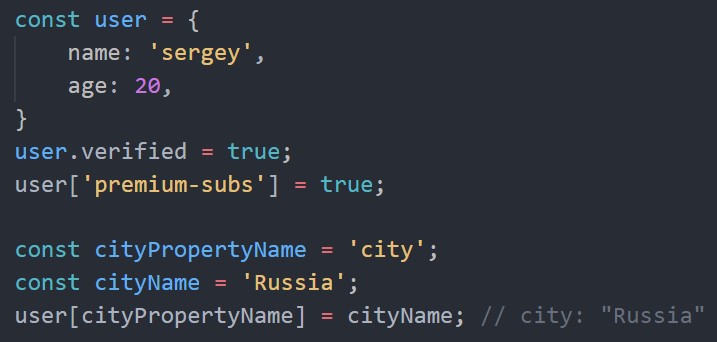 const user = {
    name: 'sergey',
    age: 20,
}
user.verified = true;
user['premium-subs'] = true;

const cityPropertyName = 'city';
const cityName = 'Russia';
user[cityPropertyName] = cityName; // city: "Russia"